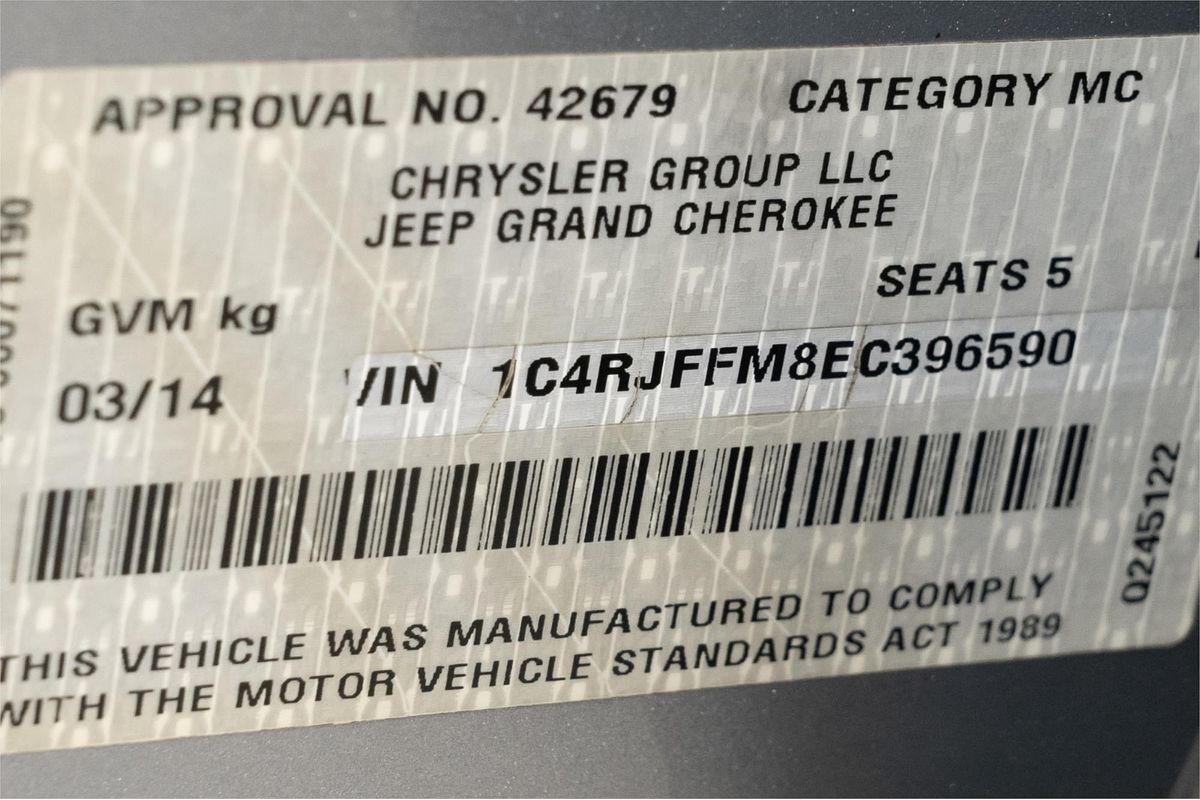 APPROVAL NO. 42679 CATEGORY MC
CHRYSLER GROUP LLC
JEEP GRAND CHEROKEE
SEATS 5
GVM kg
03/14 VIN 1C4RJFFM8EC396590
THIS VEHICLE WAS MANUFACTURED TO COMPLY
WITH THE MOTOR VEHICLE STANDARDS ACT 1989
Q245122